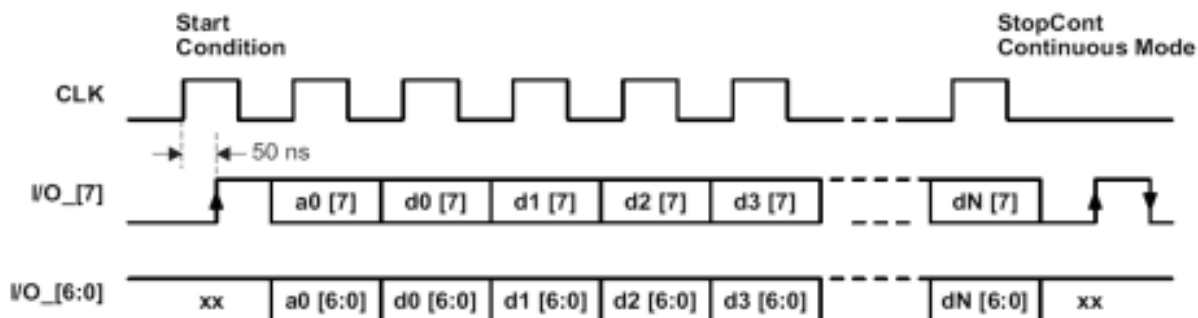 Start
Condition
StopCont
Continuous Mode
CLK
50 ns
I/O_[7]
a0 [7] d0 [7] d1 [7] d2 [7] d3 [7] dN [7]
I/O_[6:0]
xx a0 [6:0] d0 [6:0] d1 [6:0] d2 [6:0] d3 [6:0] dN [6:0] xx